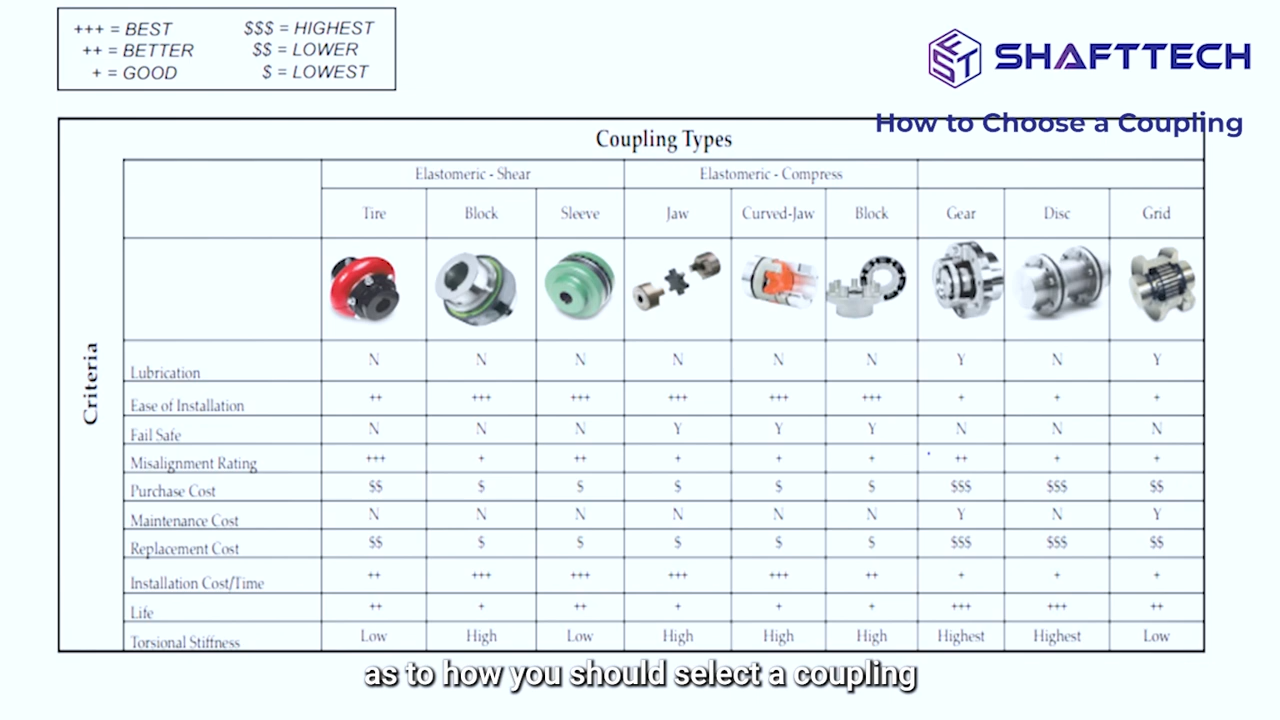 +++ = BEST $$$ = HIGHEST
++ = BETTER $$ = LOWER
+ = GOOD $ = LOWEST
SHAFTTECH
How to Choose a Coupling
Coupling Types
Elastomeric - Shear Elastomeric - Compress
Tire Block Sleeve Jaw Curved-Jaw Block Gear Disc Grid
Criteria
Lubrication N N N N N N Y N Y
Ease of Installation ++ +++ +++ +++ +++ +++ + + +
Fail Safe N N N Y Y Y N N N
Misalignment Rating +++ + ++ + + + ++ + +
Purchase Cost $$ $ $ $ $ $ $$$ $$$ $$
Maintenance Cost N N N N N N Y N Y
Replacement Cost $$ $ $ $ $ $ $$$ $$$ $$
Installation Cost/Time ++ +++ +++ +++ +++ ++ + + +
Life ++ + ++ + + + +++ +++ ++
Torsional Stiffness Low High Low High High High Highest Highest Low
as to how you should select a coupling